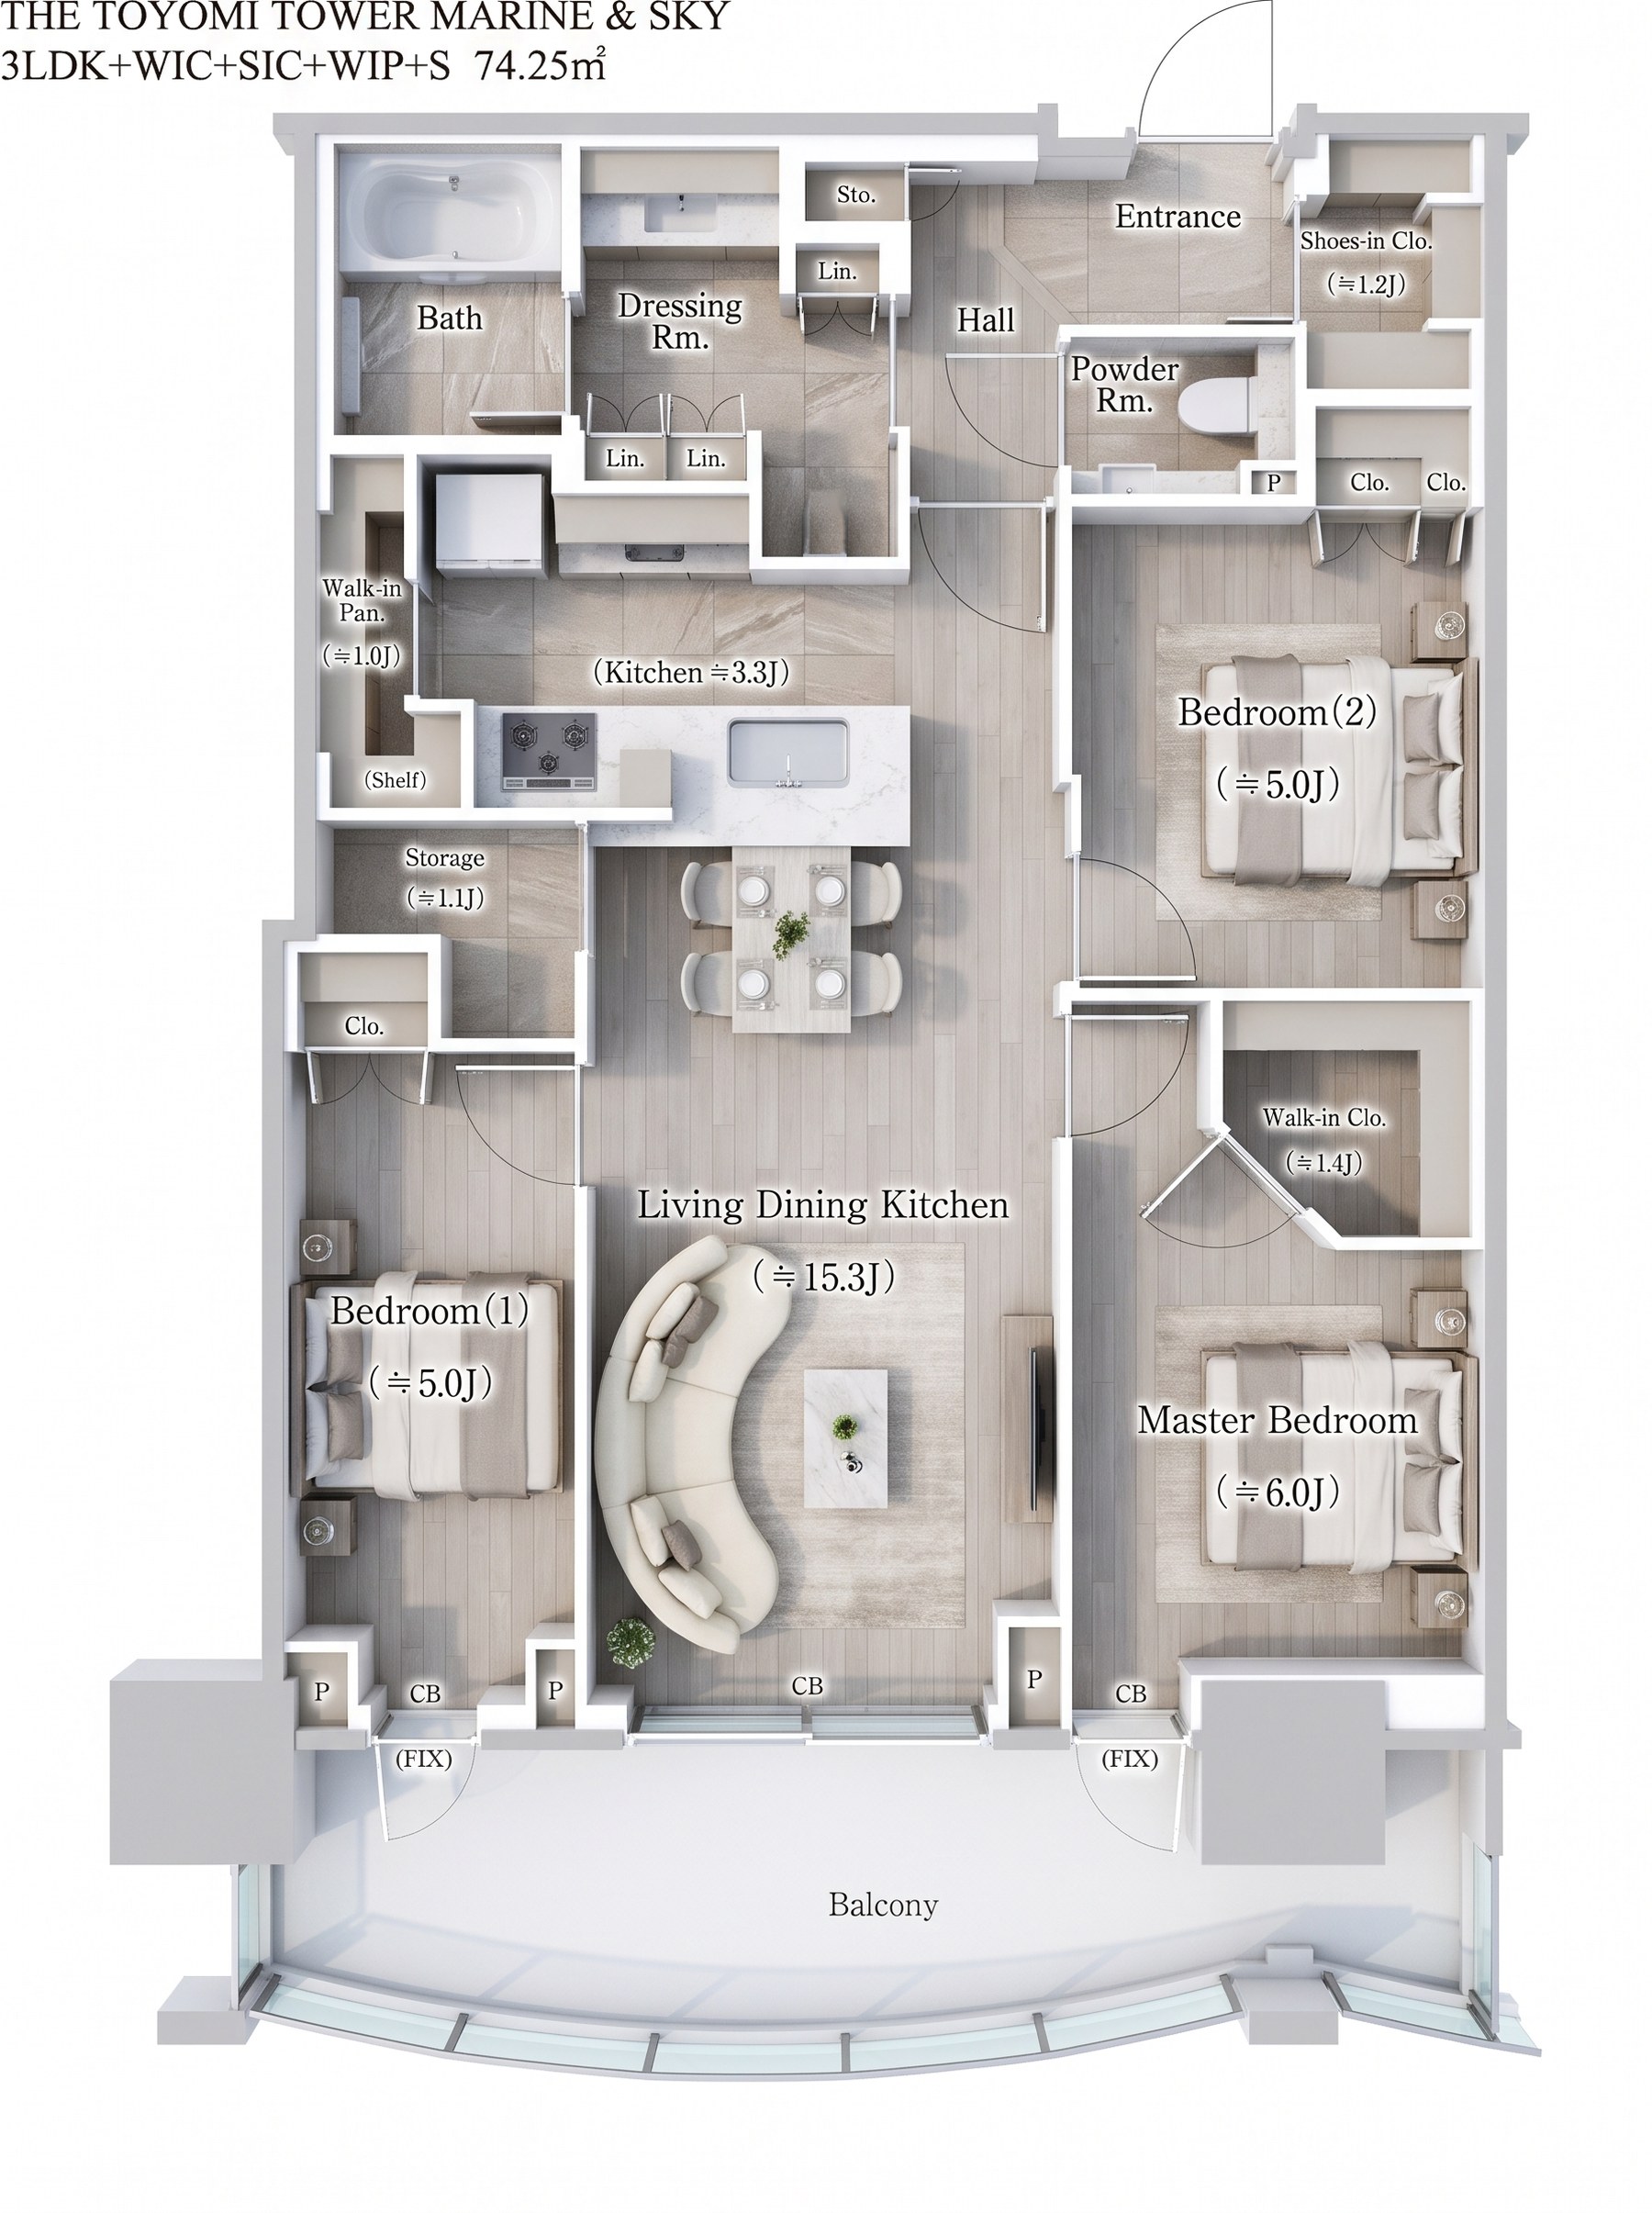 THE TOYOMI TOWER MARINE & SKY
3LDK+WIC+SIC+WIP+S 74.25㎡
Sto.
Entrance
Shoes-in Clo.
(≒1.2J)
Lin.
Bath
Dressing
Rm.
Hall
Powder
Rm.
Lin.
Lin.
P
Clo.
Clo.
Walk-in
Pan.
(≒1.0J)
(Kitchen ≒3.3J)
(Shelf)
Bedroom(2)
(≒5.0J)
Storage
(≒1.1J)
Clo.
Walk-in Clo.
(≒1.4J)
Living Dining Kitchen
(≒15.3J)
Bedroom(1)
(≒5.0J)
Master Bedroom
(≒6.0J)
P
CB
P
CB
P
CB
(FIX)
(FIX)
Balcony